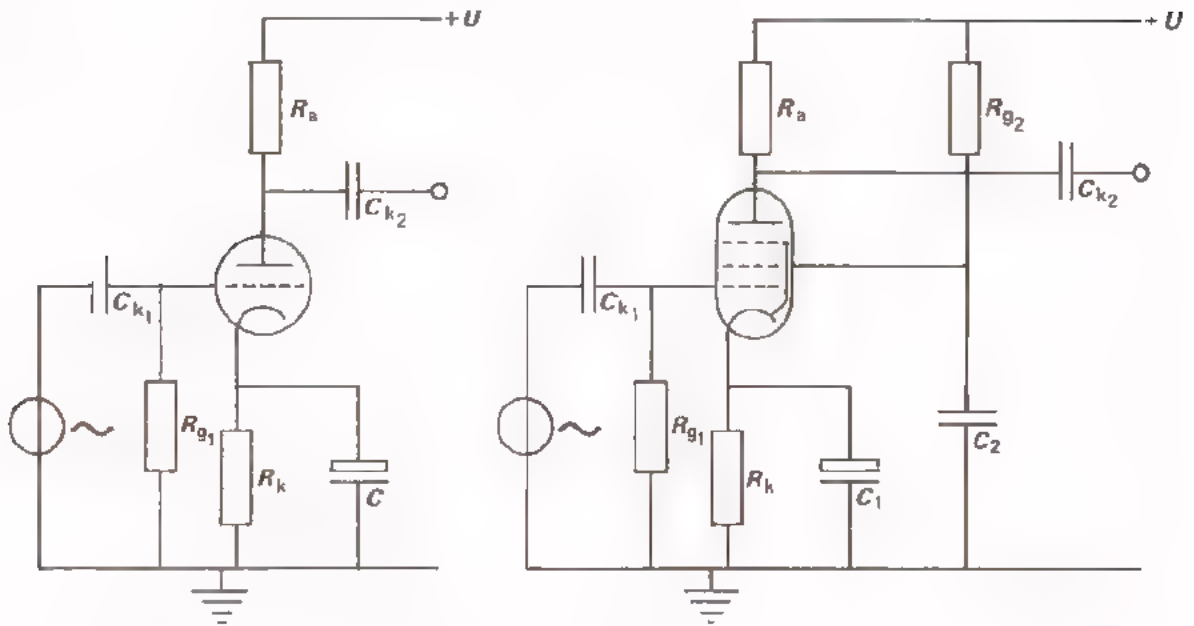 +U
R_a
C_k2
C_k1
R_g1
R_k
C
+ U
R_a
R_g2
C_k2
C_k1
R_g1
R_k
C_1
C_2